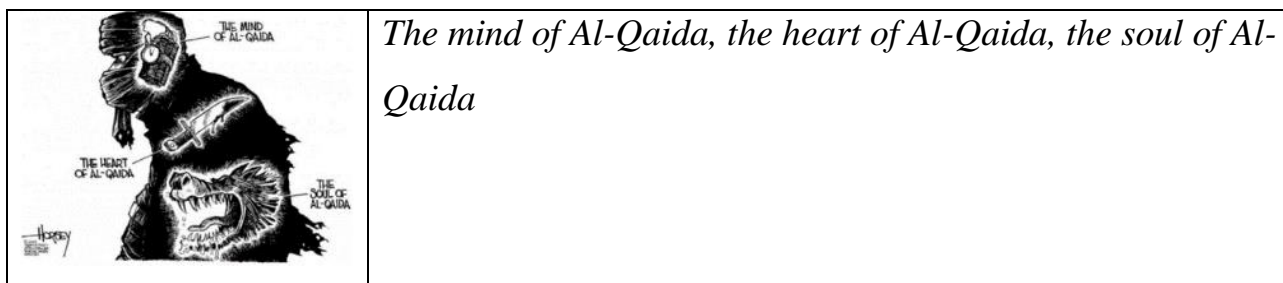 THE MIND
OF AL-QAIDA
THE HEART
OF AL-QAIDA
THE
SOUL OF
AL-QAIDA
HORSEY
The mind of Al-Qaida, the heart of Al-Qaida, the soul of Al-
Qaida